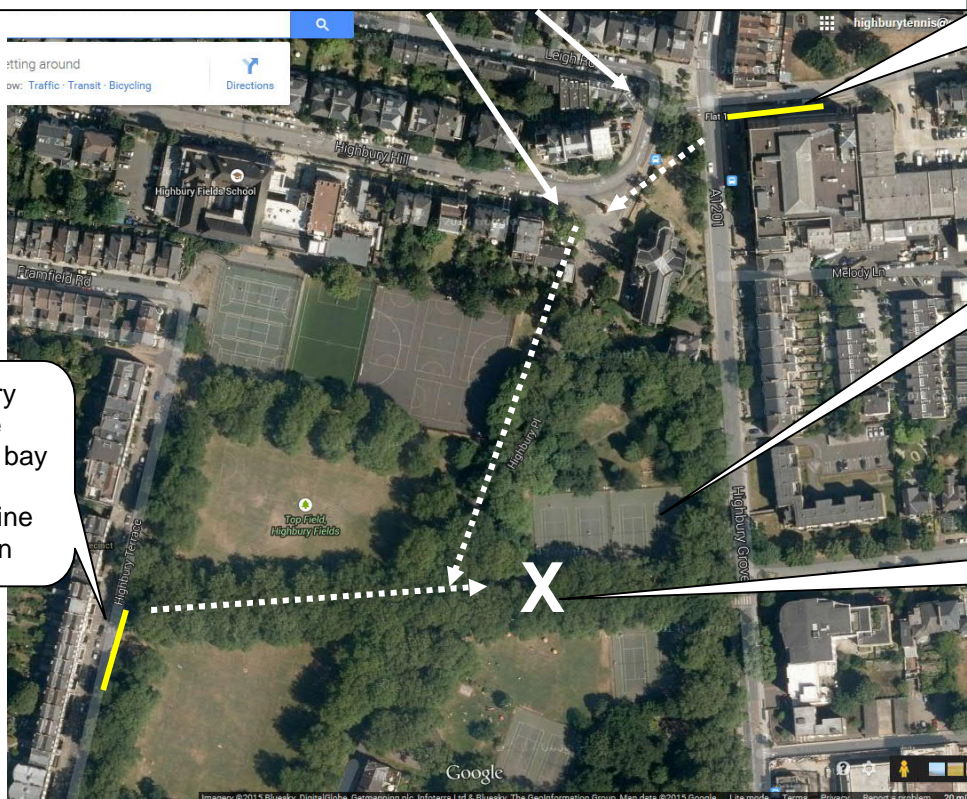 highburytennis@
etting around
ow: Traffic · Transit · Bicycling
Directions
Leigh Rd
Flat 1
Highbury Hill
Highbury Fields School
A1201
Framfield Rd
Melody Ln
ry
bay
ine
n
Highbury Pl
Top Field,
Highbury Fields
Highbury Terrace
Highbury Grove
X
Google
Imagery ©2015 Bluesky, DigitalGlobe, Getmapping plc, Infoterra Ltd & Bluesky, The GeoInformation Group, Map data ©2015 Google
Lite mode
Terms
Privacy
Report a problem
20 m